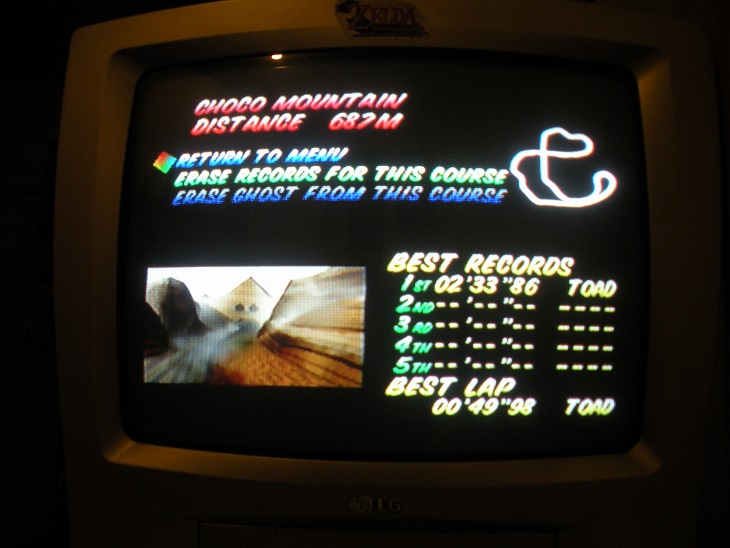 ZELDA
CHOCO MOUNTAIN
DISTANCE 687M
RETURN TO MENU
ERASE RECORDS FOR THIS COURSE
ERASE GHOST FROM THIS COURSE
BEST RECORDS
1ST 02'33"86 TOAD
2ND --'--"-- ----
3RD --'--"-- ----
4TH --'--"-- ----
5TH --'--"-- ----
BEST LAP
00'49"98 TOAD
LG